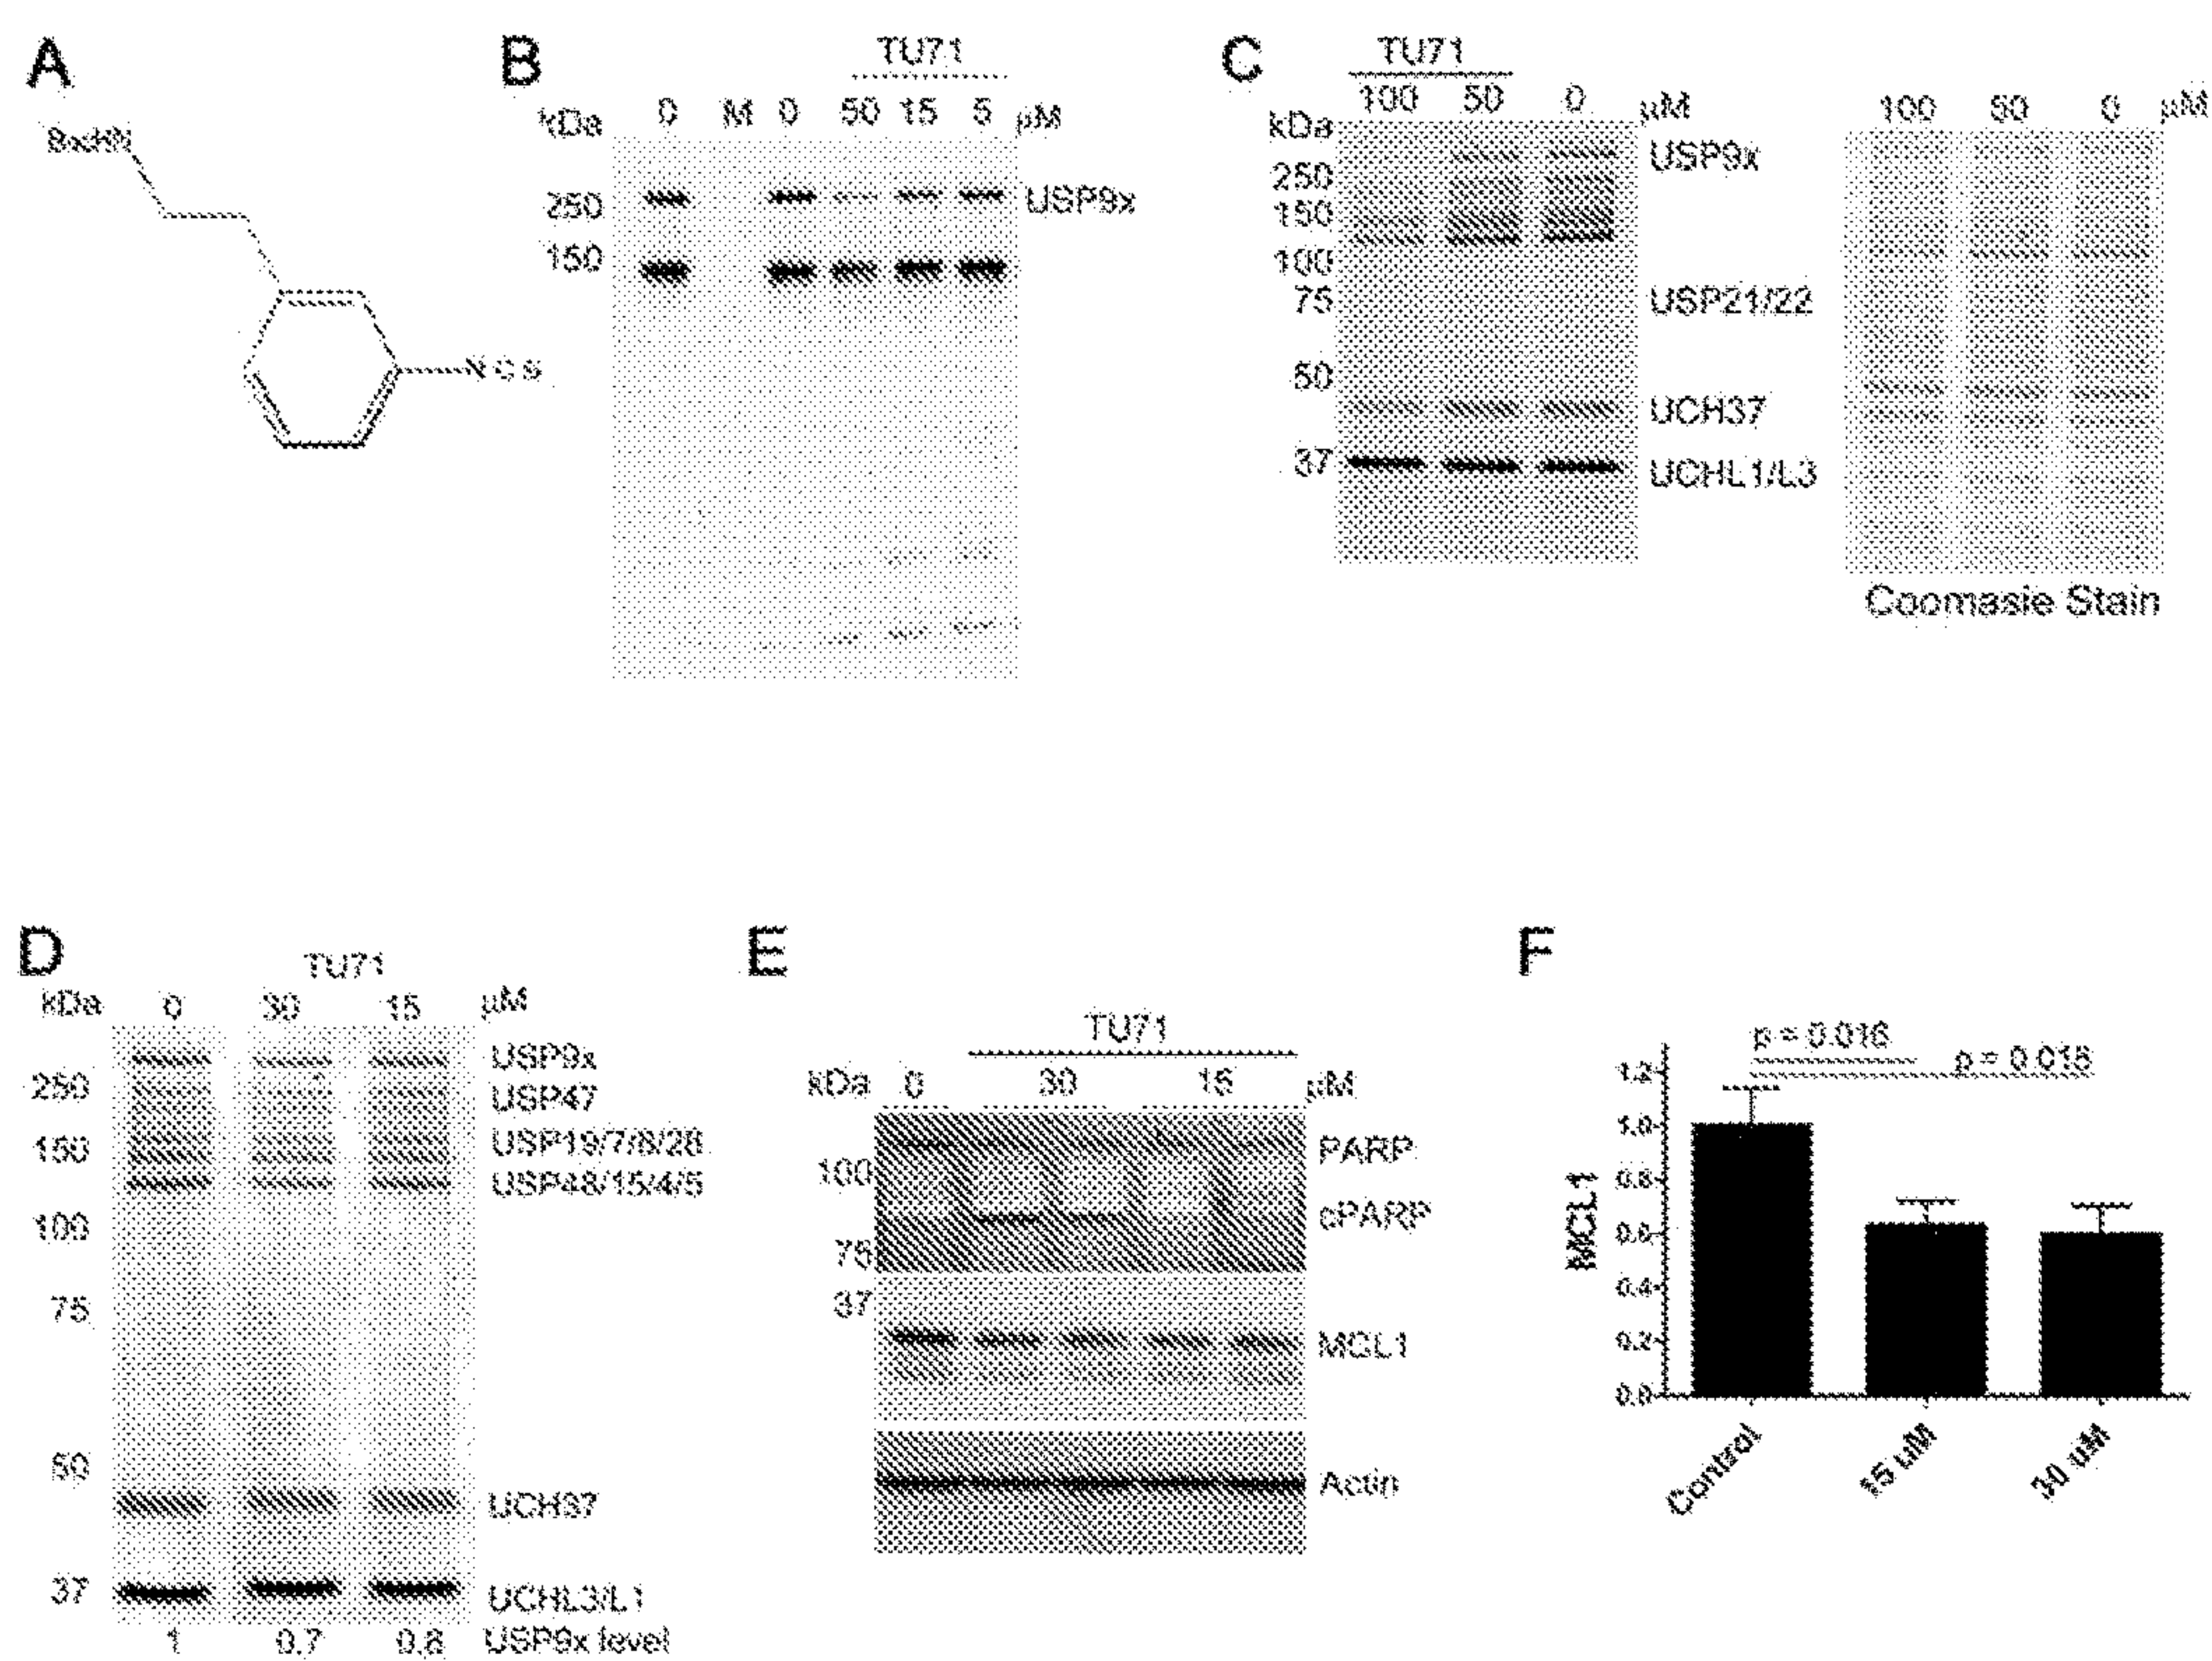 A
BocHN
NCS
B
TU71
kDa 0 M 0 50 15 5 µM
250
150
USP9x
C
TU71
100 50 0 µM
kDa
250
150
100
75
50
37
USP9x
USP21/22
UCH37
UCHL1/L3
100 50 0 µM
Coomasie Stain
D
TU71
kDa 0 30 15 µM
250
150
100
75
50
37
USP9x
USP47
USP19/7/8/28
USP48/15/4/5
UCH37
UCHL3/L1
1 0.7 USP9x level
E
TU71
kDa 0 30 15 µM
100
75
37
PARP
cPARP
MCL1
Actin
F
p = 0.016
p = 0.016
MCL1
1.2
1.0
0.8
0.6
0.4
0.2
0.0
Control
15 uM
30 uM